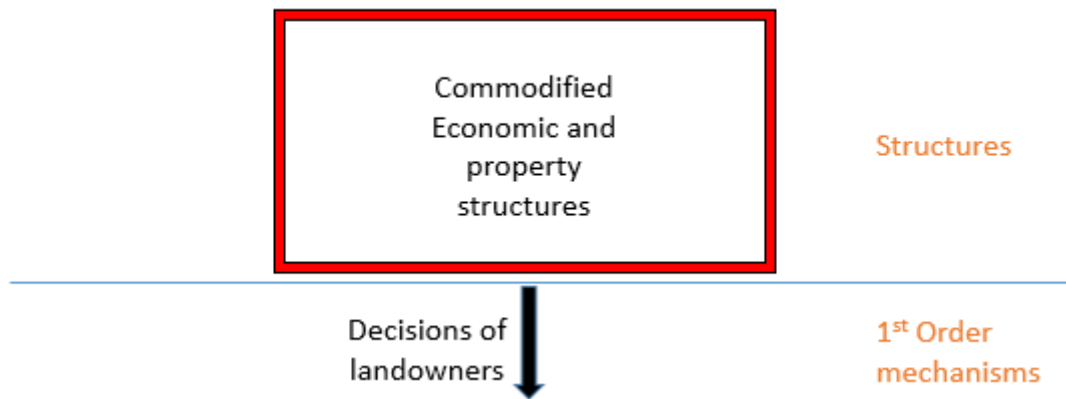 Commodified
Economic and
property
structures
Structures
Decisions of
landowners
1st Order
mechanisms